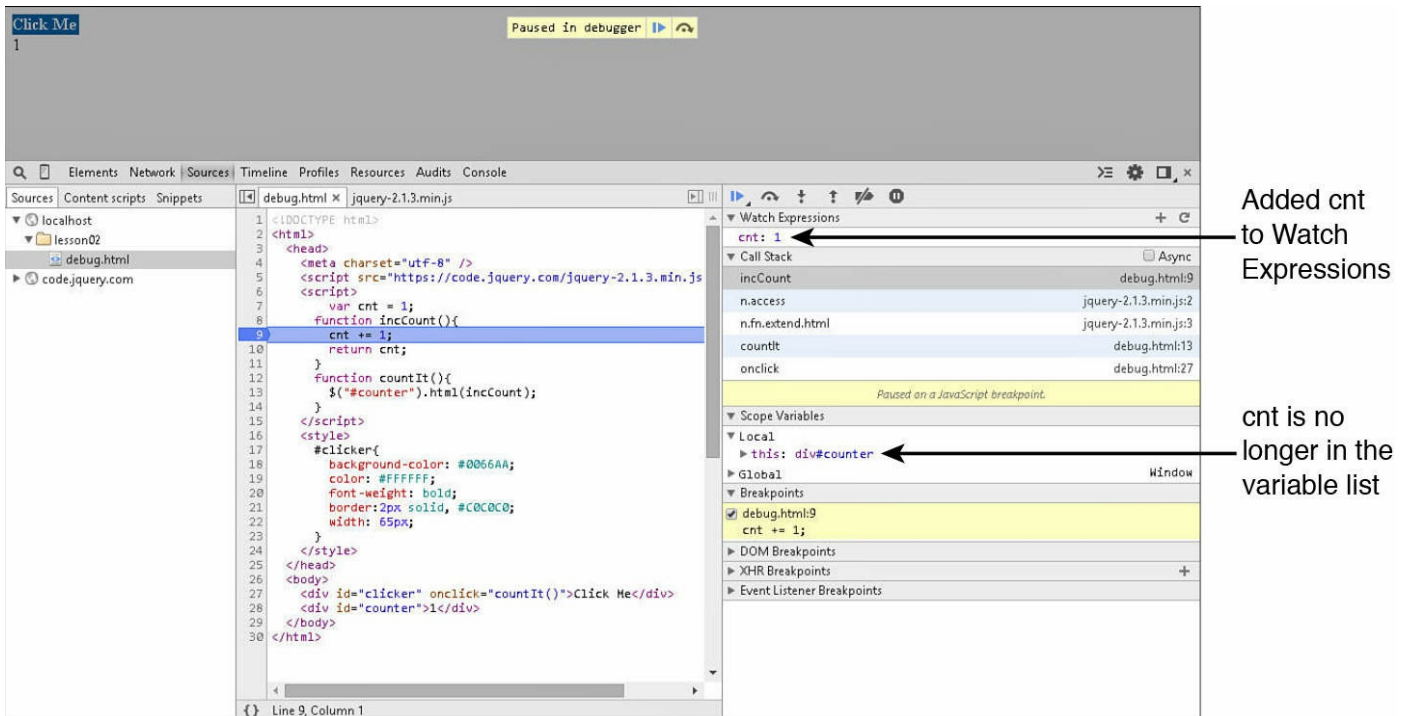 Click Me
1
Paused in debugger
Elements Network Sources Timeline Profiles Resources Audits Console
Sources Content scripts Snippets
localhost
lesson02
debug.html
code.jquery.com
debug.html × jquery-2.1.3.min.js
1 <!DOCTYPE html>
2 <html>
3 <head>
4 <meta charset="utf-8" />
5 <script src="https://code.jquery.com/jquery-2.1.3.min.js
6 <script>
7 var cnt = 1;
8 function incCount(){
9 cnt += 1;
10 return cnt;
11 }
12 function countIt(){
13 $("#counter").html(incCount);
14 }
15 </script>
16 <style>
17 #clicker{
18 background-color: #0066AA;
19 color: #FFFFFF;
20 font-weight: bold;
21 border:2px solid, #C0C0C0;
22 width: 65px;
23 }
24 </style>
25 </head>
26 <body>
27 <div id="clicker" onclick="countIt()">Click Me</div>
28 <div id="counter">1</div>
29 </body>
30 </html>
{} Line 9, Column 1
Watch Expressions
cnt: 1
Call Stack Async
incCount debug.html:9
n.access jquery-2.1.3.min.js:2
n.fn.extend.html jquery-2.1.3.min.js:3
countIt debug.html:13
onclick debug.html:27
Paused on a JavaScript breakpoint.
Scope Variables
Local
this: div#counter
Global Window
Breakpoints
debug.html:9
cnt += 1;
DOM Breakpoints
XHR Breakpoints
Event Listener Breakpoints
Added cnt
to Watch
Expressions
cnt is no
longer in the
variable list